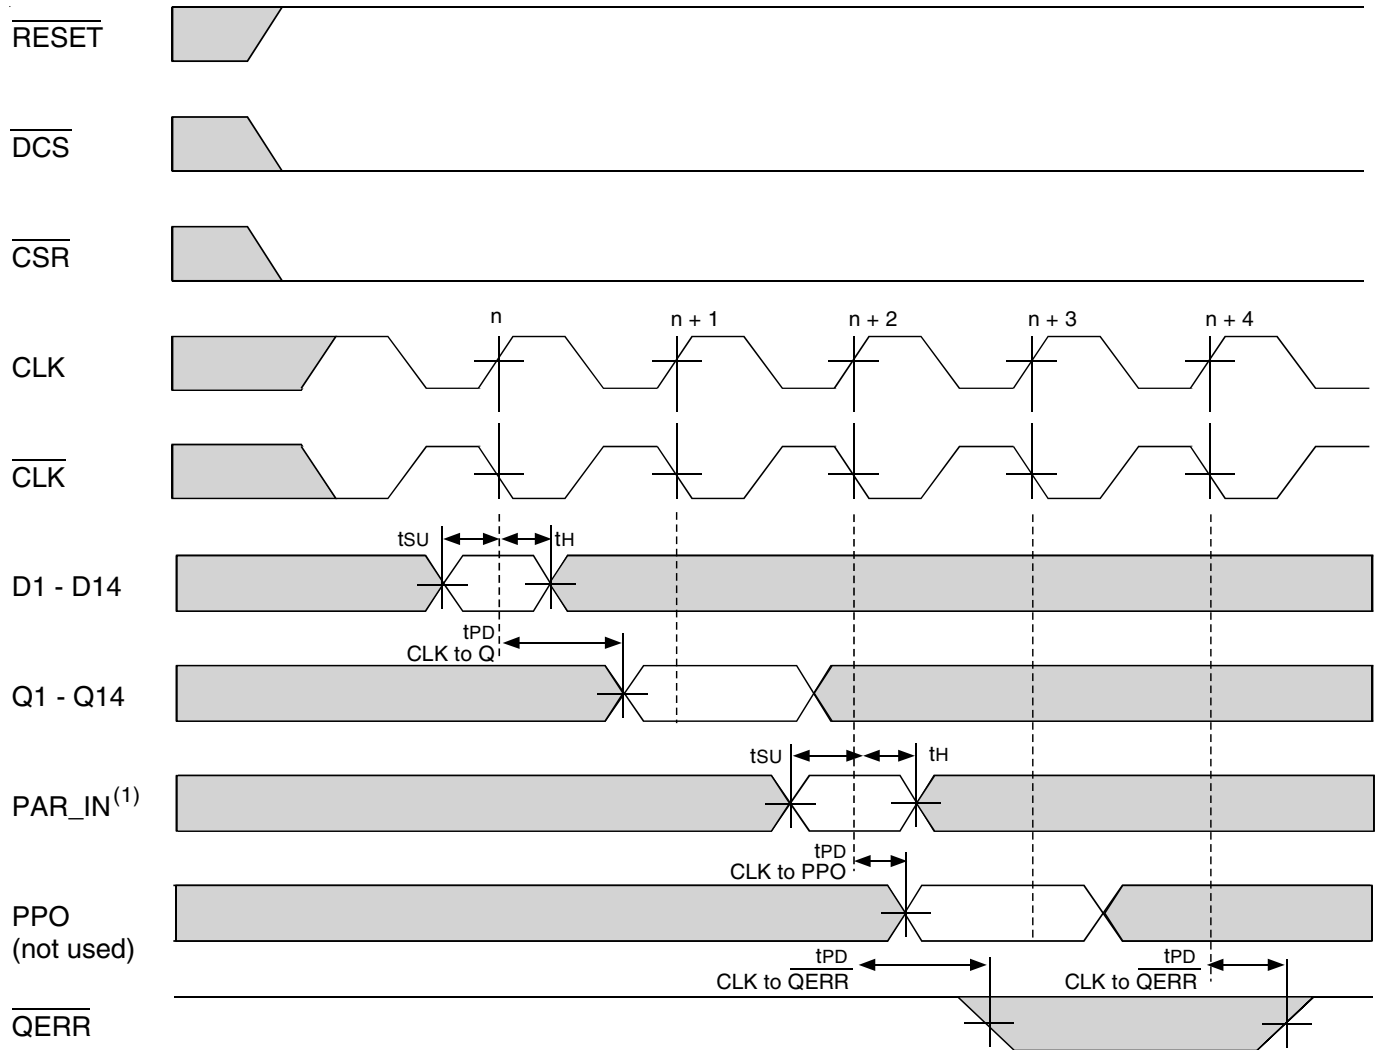 RESET
DCS
CSR
n
n + 1
n + 2
n + 3
n + 4
CLK
CLK
tSU
tH
D1 - D14
tPD
CLK to Q
Q1 - Q14
tSU
tH
PAR_IN(1)
tPD
CLK to PPO
PPO
(not used)
tPD
CLK to QERR
tPD
CLK to QERR
QERR